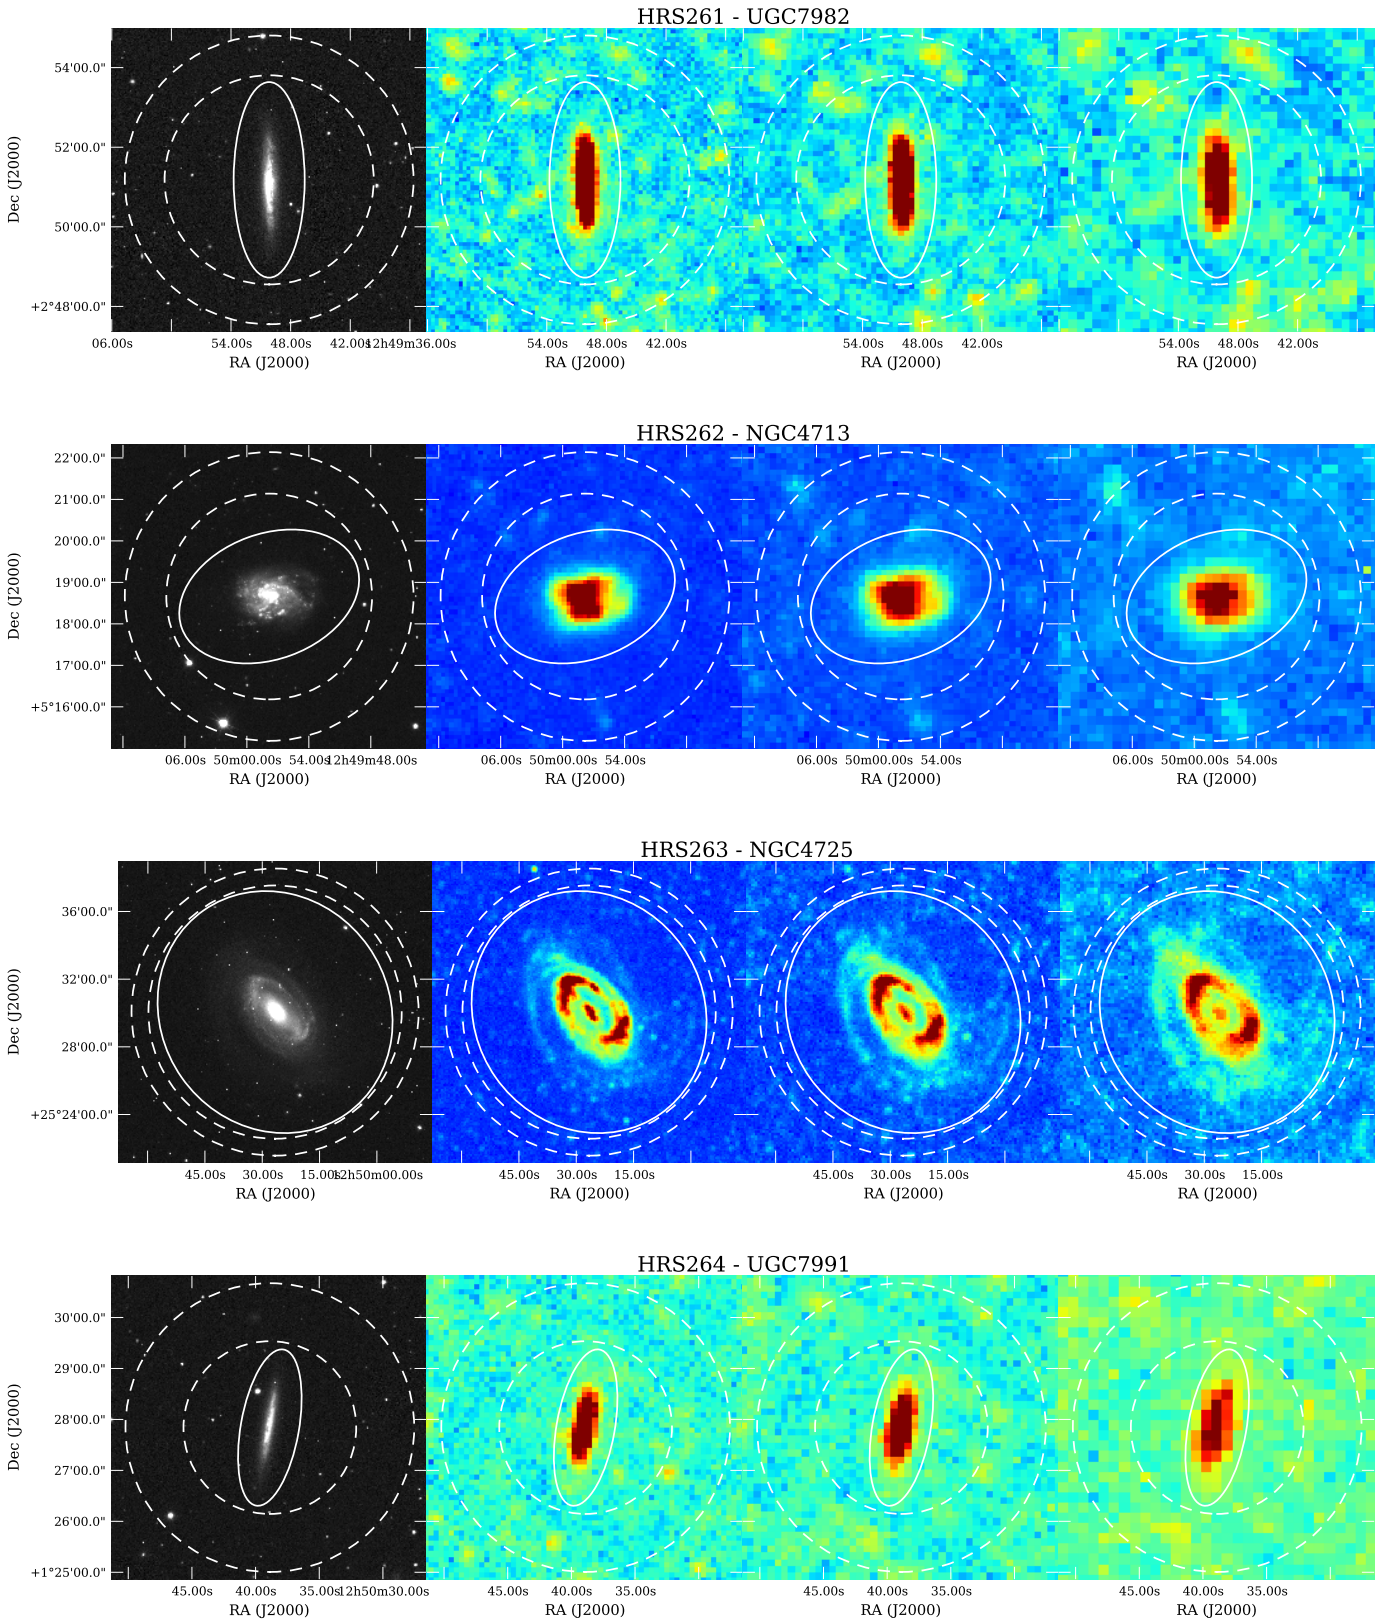 HRS261 - UGC7982
54'00.0"
52'00.0"
50'00.0"
+2°48'00.0"
Dec (J2000)
06.00s 54.00s 48.00s 42.00s 12h49m36.00s 54.00s 48.00s 42.00s 54.00s 48.00s 42.00s 54.00s 48.00s 42.00s
RA (J2000) RA (J2000) RA (J2000) RA (J2000)
HRS262 - NGC4713
22'00.0"
21'00.0"
20'00.0"
19'00.0"
18'00.0"
17'00.0"
+5°16'00.0"
Dec (J2000)
06.00s 50m00.00s 54.00s 12h49m48.00s 06.00s 50m00.00s 54.00s 06.00s 50m00.00s 54.00s 06.00s 50m00.00s 54.00s
RA (J2000) RA (J2000) RA (J2000) RA (J2000)
HRS263 - NGC4725
36'00.0"
32'00.0"
28'00.0"
+25°24'00.0"
Dec (J2000)
45.00s 30.00s 15.00s 12h50m00.00s 45.00s 30.00s 15.00s 45.00s 30.00s 15.00s 45.00s 30.00s 15.00s
RA (J2000) RA (J2000) RA (J2000) RA (J2000)
HRS264 - UGC7991
30'00.0"
29'00.0"
28'00.0"
27'00.0"
26'00.0"
+1°25'00.0"
Dec (J2000)
45.00s 40.00s 35.00s 12h50m30.00s 45.00s 40.00s 35.00s 45.00s 40.00s 35.00s 45.00s 40.00s 35.00s
RA (J2000) RA (J2000) RA (J2000) RA (J2000)